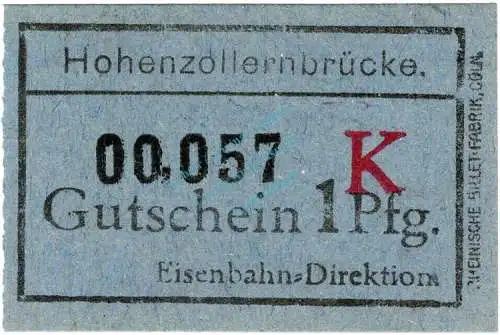 Hohenzollernbrücke.
00,057 K
Gutschein 1 Pfg.
Eisenbahn=Direktion
RHEINISCHE BILLET-FABRIK, CÖLN